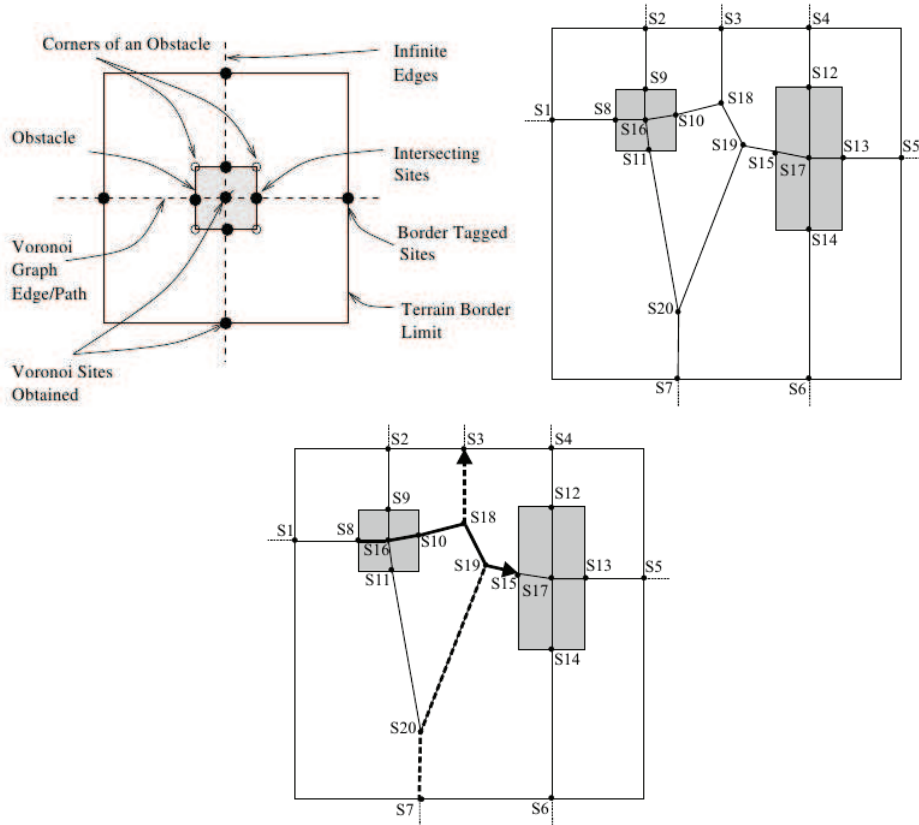 Corners of an Obstacle
Infinite
Edges
Obstacle
Intersecting
Sites
Voronoi
Graph
Edge/Path
Border Tagged
Sites
Terrain Border
Limit
Voronoi Sites
Obtained
S2
S3
S4
S9
S12
S1
S8
S18
S16
S10
S11
S19
S15
S17
S13
S5
S14
S20
S7
S6
S2
S3
S4
S9
S12
S1
S8
S18
S16
S10
S11
S19
S15
S17
S13
S5
S14
S20
S7
S6